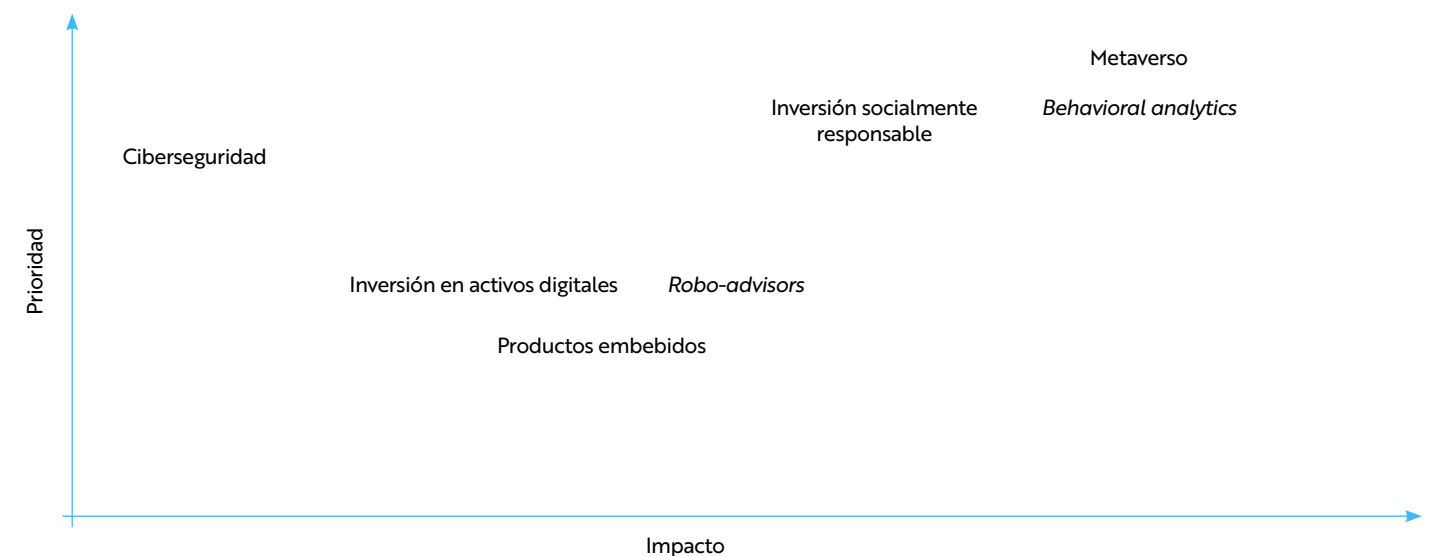 Metaverso
Inversión socialmente
responsable
Behavioral analytics
Ciberseguridad
Prioridad
Inversión en activos digitales
Robo-advisors
Productos embebidos
Impacto